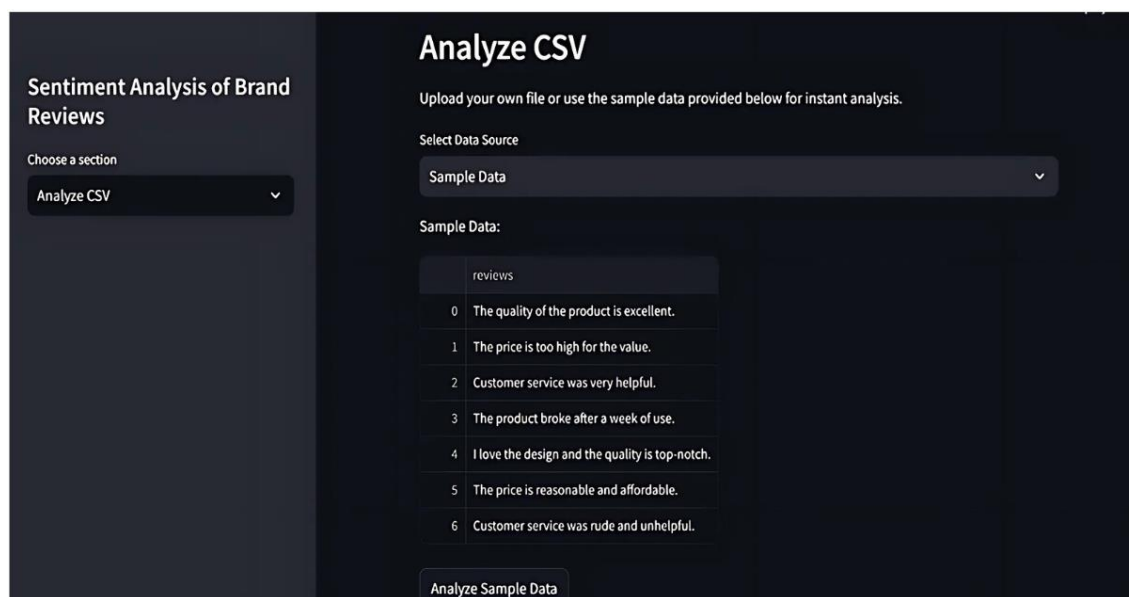 Sentiment Analysis of Brand
Reviews
Choose a section
Analyze CSV
Analyze CSV
Upload your own file or use the sample data provided below for instant analysis.
Select Data Source
Sample Data
Sample Data:
reviews
0 The quality of the product is excellent.
1 The price is too high for the value.
2 Customer service was very helpful.
3 The product broke after a week of use.
4 I love the design and the quality is top-notch.
5 The price is reasonable and affordable.
6 Customer service was rude and unhelpful.
Analyze Sample Data